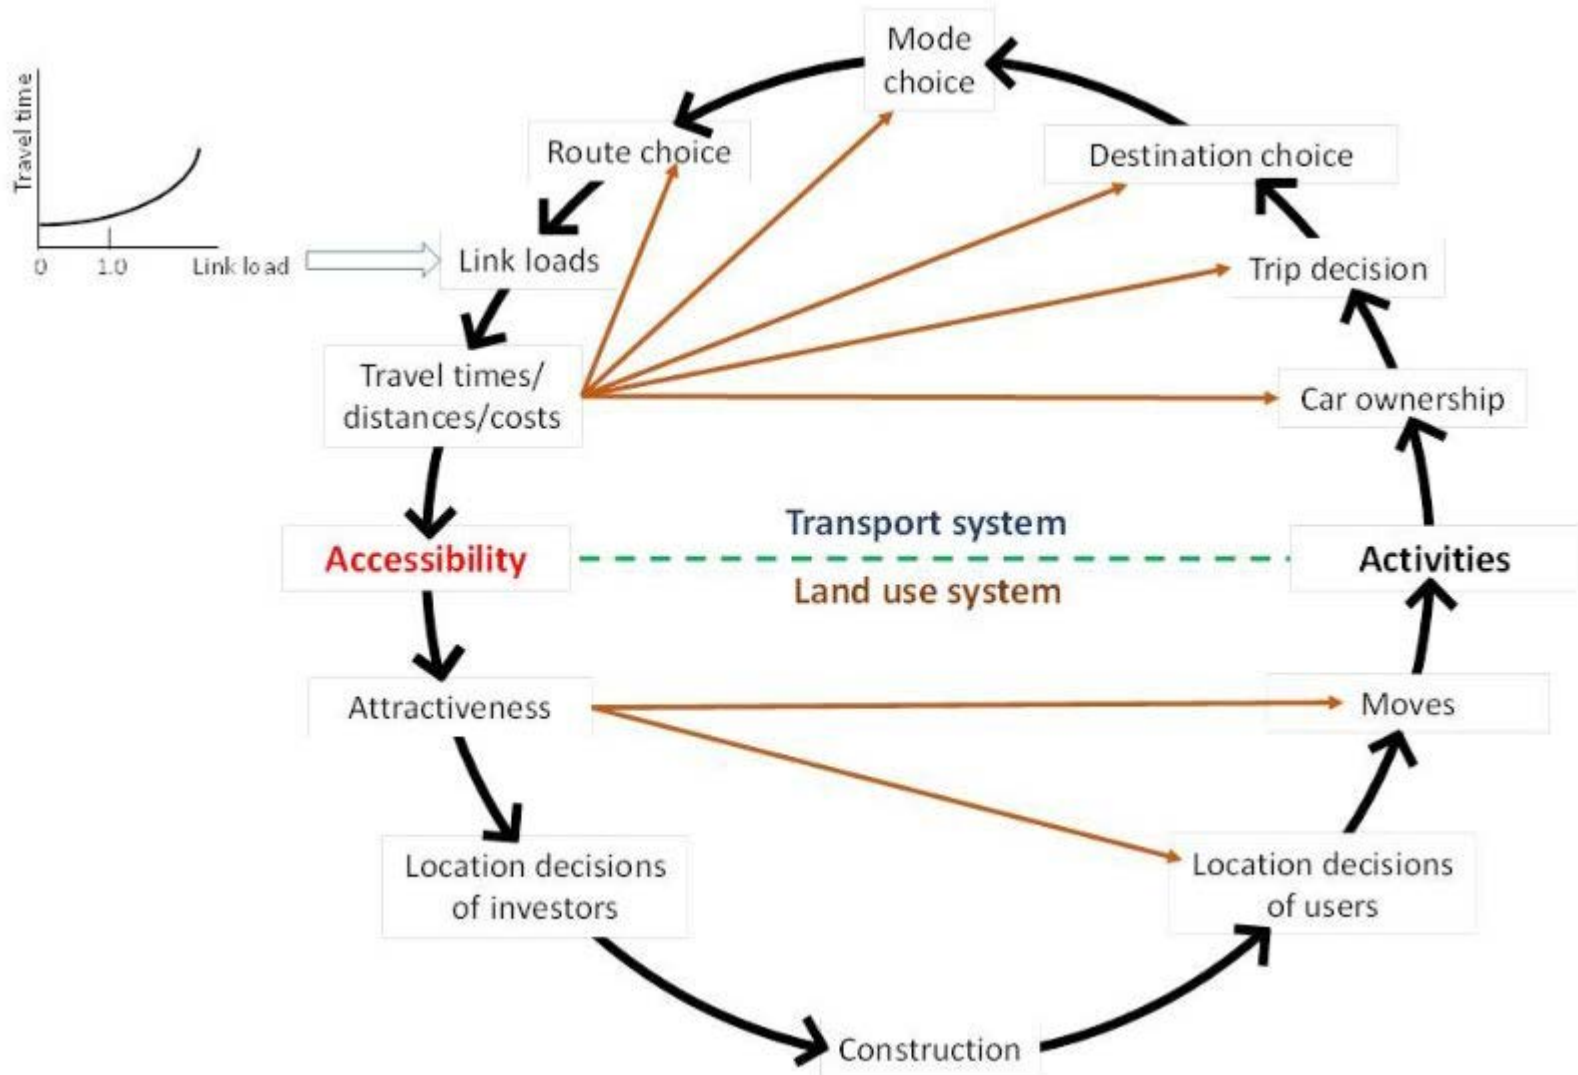 Mode
choice
Travel time
Route choice
Destination choice
0
1.0
Link load
Link loads
Trip decision
Travel times/
distances/costs
Car ownership
Transport system
Accessibility
Activities
Land use system
Attractiveness
Moves
Location decisions
of investors
Location decisions
of users
Construction